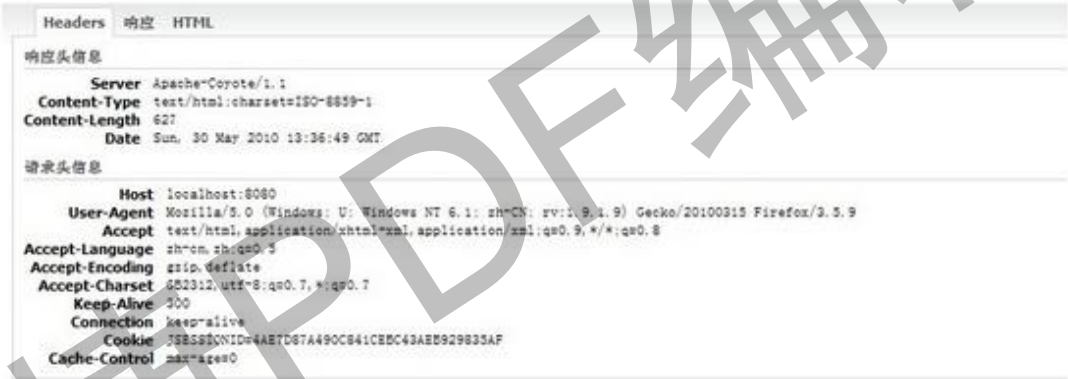 Headers 响应 HTML
响应头信息
Server Apache-Coyote/1.1
Content-Type text/html;charset=ISO-8859-1
Content-Length 627
Date Sun, 30 May 2010 13:36:49 GMT
请求头信息
Host localhost:8080
User-Agent Mozilla/5.0 (Windows; U; Windows NT 6.1; zh-CN; rv:1.9.1.9) Gecko/20100315 Firefox/3.5.9
Accept text/html,application/xhtml+xml,application/xml;q=0.9,*/*;q=0.8
Accept-Language zh-cn,zh;q=0.5
Accept-Encoding gzip,deflate
Accept-Charset GB2312,utf-8;q=0.7,*;q=0.7
Keep-Alive 300
Connection keep-alive
Cookie JSESSIONID=4AE7D87A490C841CEBC43AEB929835AF
Cache-Control max-age=0
PDF编